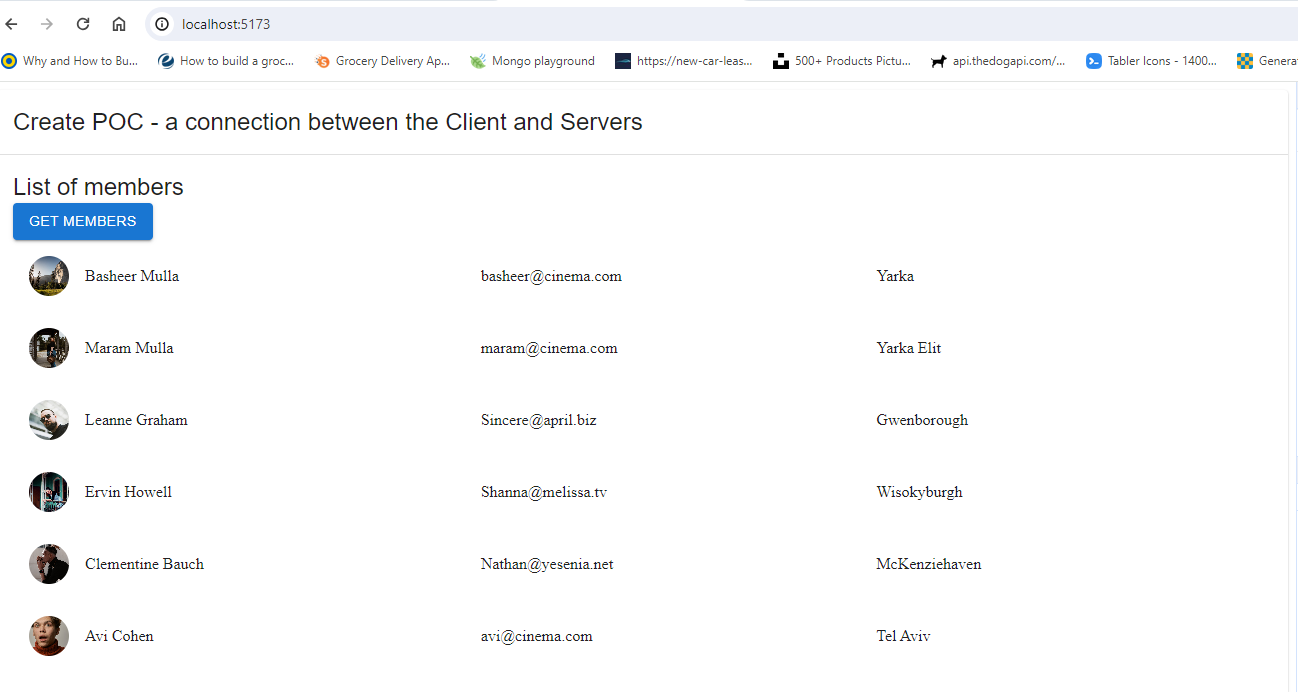 localhost:5173
Why and How to Bu... How to build a groc... Grocery Delivery Ap... Mongo playground https://new-car-leas... 500+ Products Pictu... api.thedogapi.com/... Tabler Icons - 1400... Genera
Create POC - a connection between the Client and Servers
List of members
GET MEMBERS
Basheer Mulla basheer@cinema.com Yarka
Maram Mulla maram@cinema.com Yarka Elit
Leanne Graham Sincere@april.biz Gwenborough
Ervin Howell Shanna@melissa.tv Wisokyburgh
Clementine Bauch Nathan@yesenia.net McKenziehaven
Avi Cohen avi@cinema.com Tel Aviv